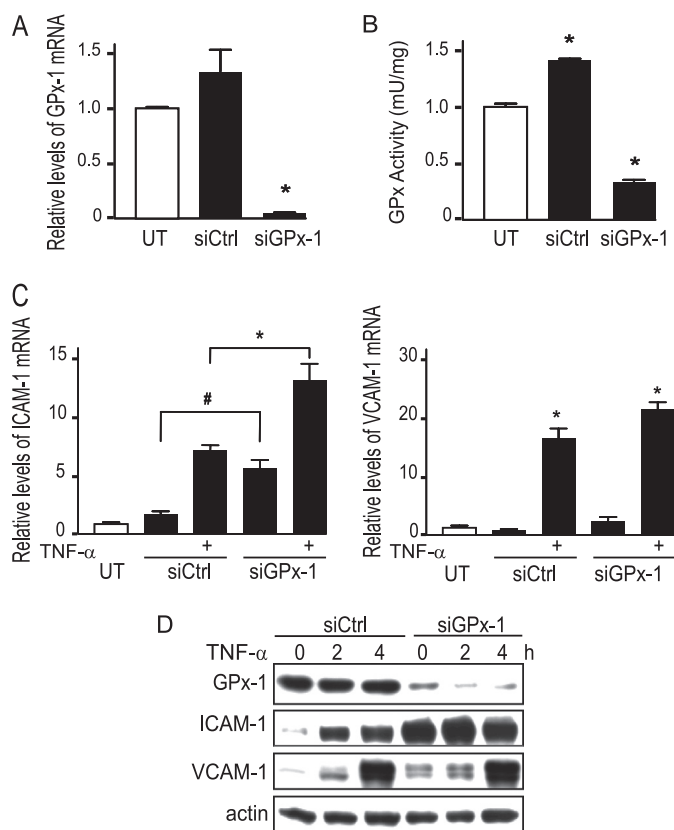 A
Relative levels of GPx-1 mRNA
1.5
1.0
0.5
0
*
UT siCtrl siGPx-1
B
GPx Activity (mU/mg)
1.5
1.0
0.5
0
*
*
UT siCtrl siGPx-1
C
Relative levels of ICAM-1 mRNA
15
10
5
0
*
#
TNF-α + +
UT siCtrl siGPx-1
Relative levels of VCAM-1 mRNA
30
20
10
0
*
*
TNF-α + +
UT siCtrl siGPx-1
D
siCtrl siGPx-1
TNF-α 0 2 4 0 2 4 h
GPx-1
ICAM-1
VCAM-1
actin